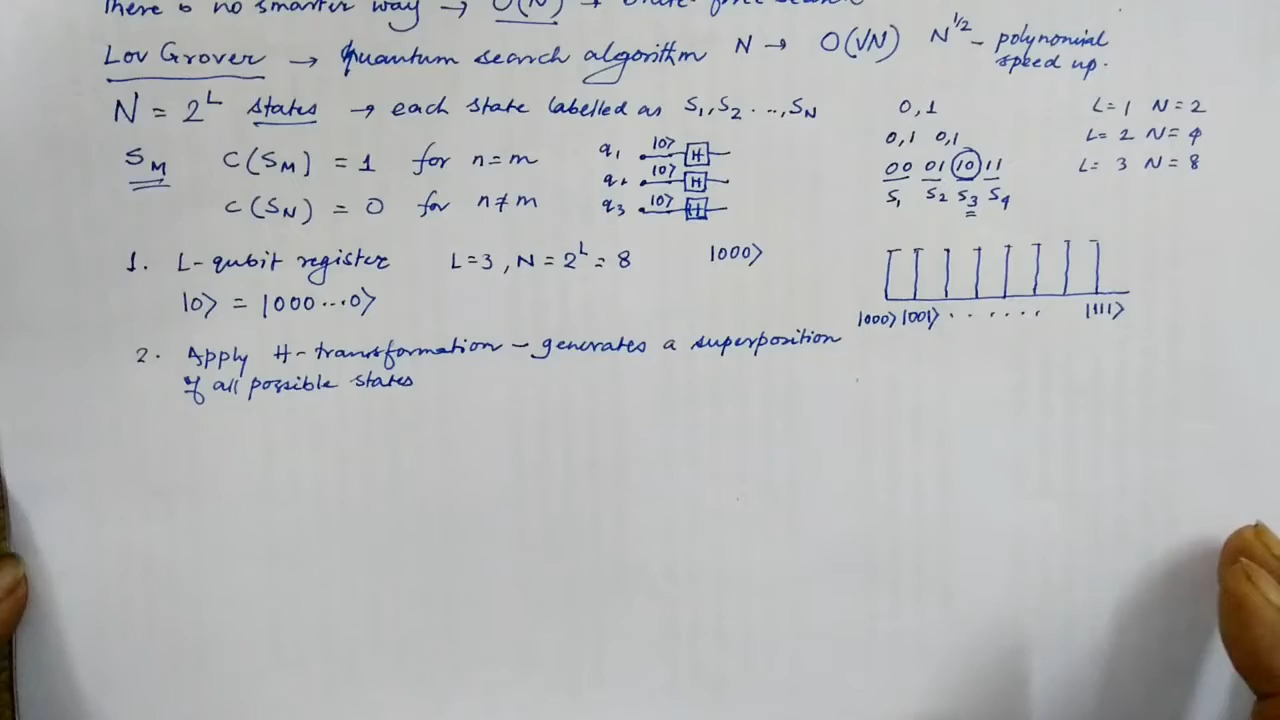 There is no smarter way → O(N)
Lov Grover → Quantum search algorithm N → O(√N) N^1/2 - polynomial speed up.
N = 2^L states → each state labelled as S1, S2 ..., SN
0, 1
0,1 0,1
00 01 10 11
S1 S2 S3 S4
L=1 N=2
L=2 N=4
L=3 N=8
SM C(SM) = 1 for n=m
C(SN) = 0 for n≠m
q1 |0> H
q2 |0> H
q3 |0> H
1. L-qubit register L=3, N=2^L=8 |000>
|0> = |000...0>
|000> |001> . . . . . . |111>
2. Apply H-transformation - generates a superposition
of all possible states